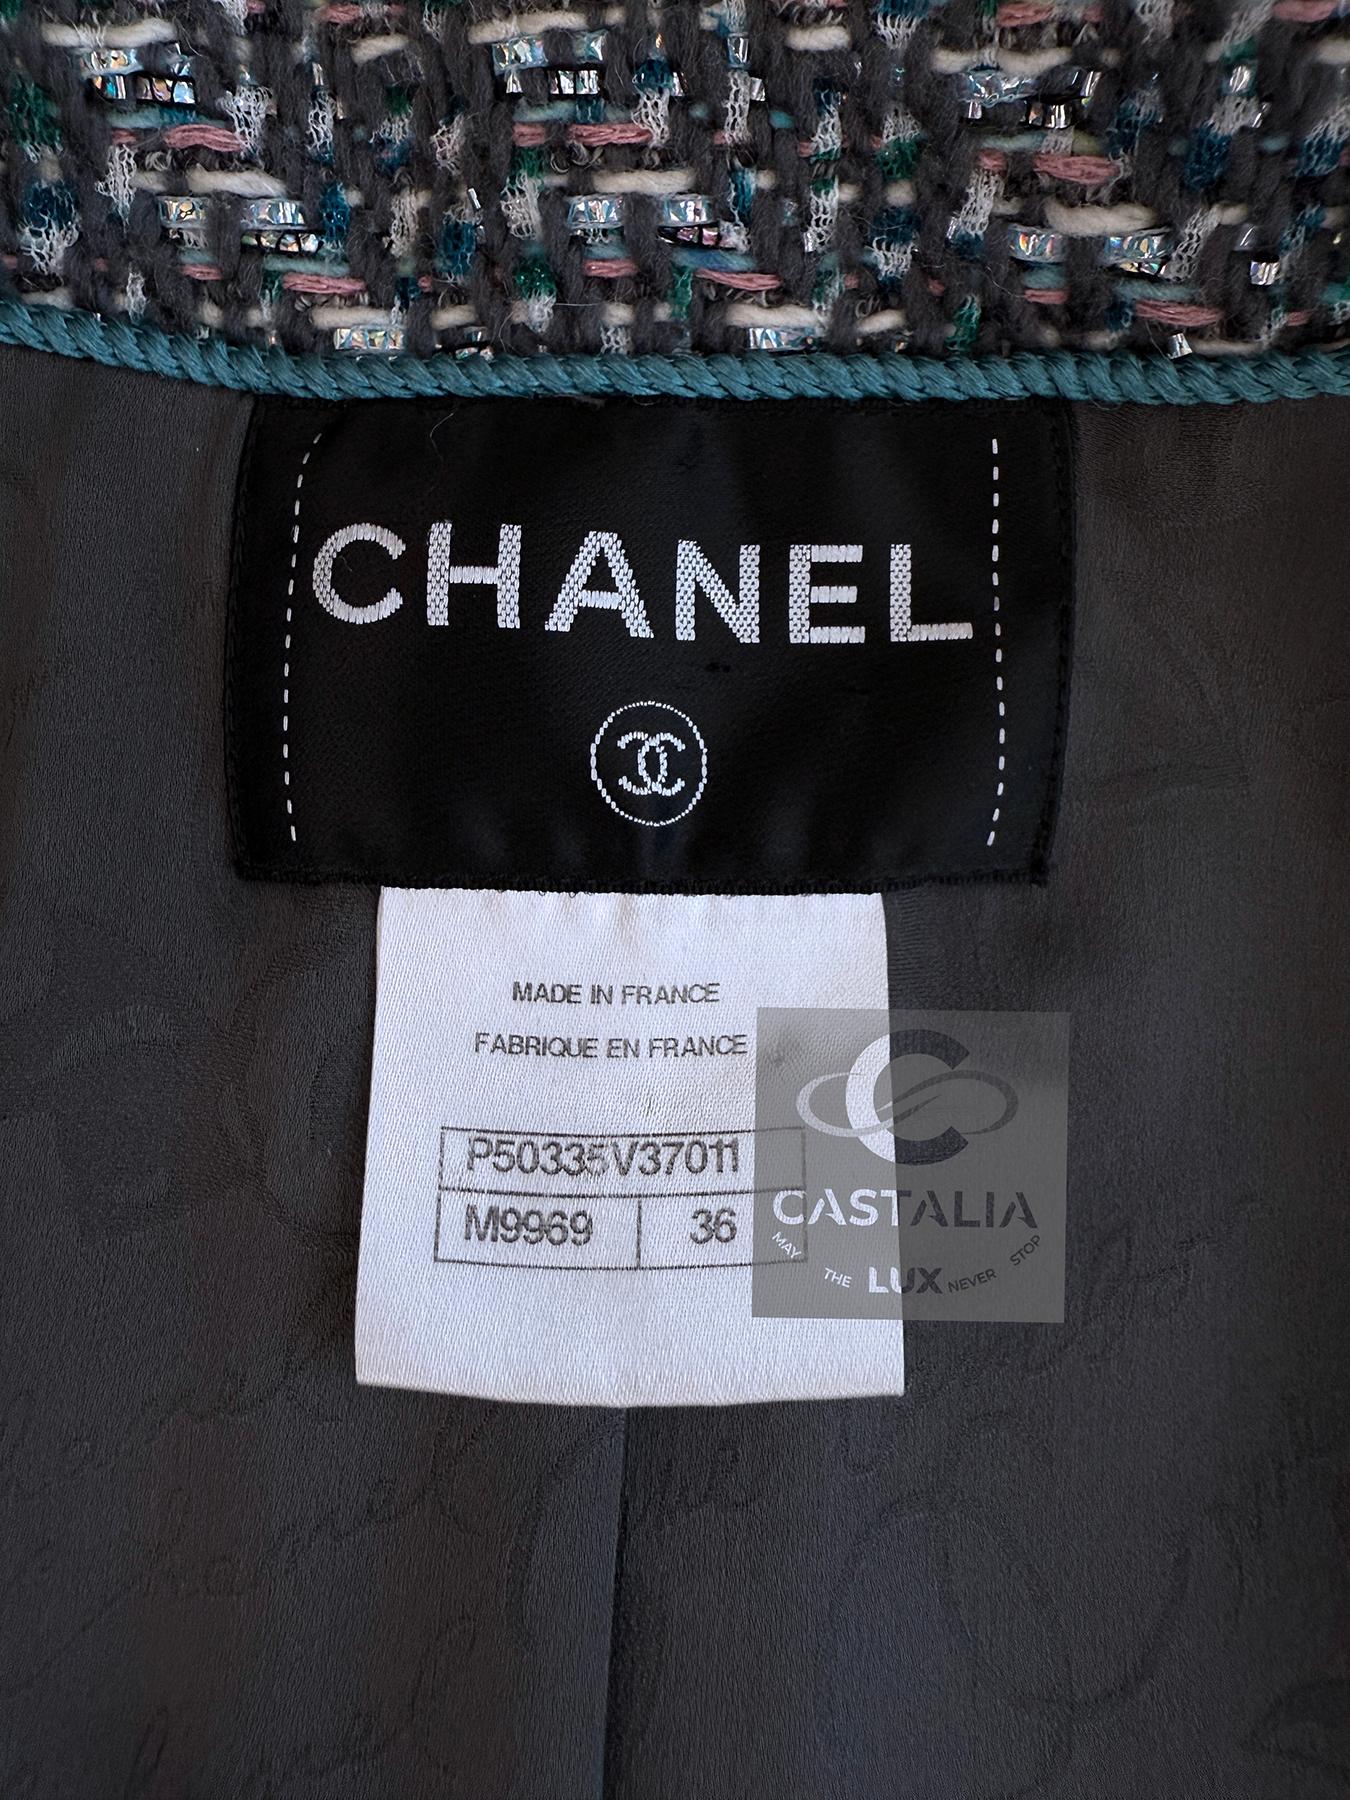 CHANEL
MADE IN FRANCE
FABRIQUE EN FRANCE
P50335V37011
M9969 36
CASTALIA
MAY THE LUX NEVER STOP